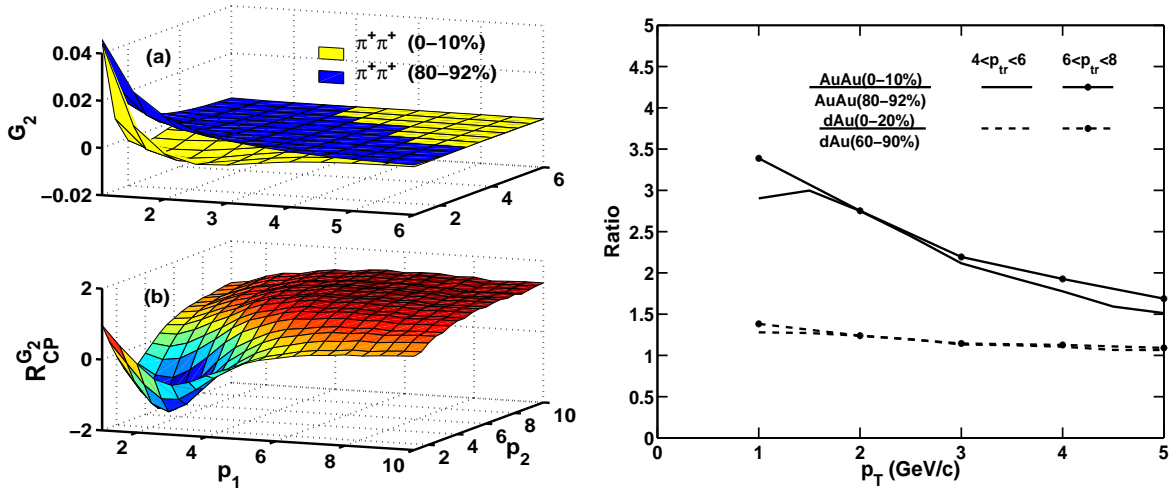 0.04
0.02
0
−0.02
G2
(a)
π+π+ (0−10%)
π+π+ (80−92%)
2
3
4
5
6
2
4
6
2
0
−2
R_CP^G2
(b)
2
4
6
8
10
p1
2
4
6
8
10
p2
5
4.5
4
3.5
3
2.5
2
1.5
1
0.5
0
Ratio
4<p_tr<6 6<p_tr<8
AuAu(0−10%)
AuAu(80−92%)
dAu(0−20%)
dAu(60−90%)
0 1 2 3 4 5
p_T (GeV/c)